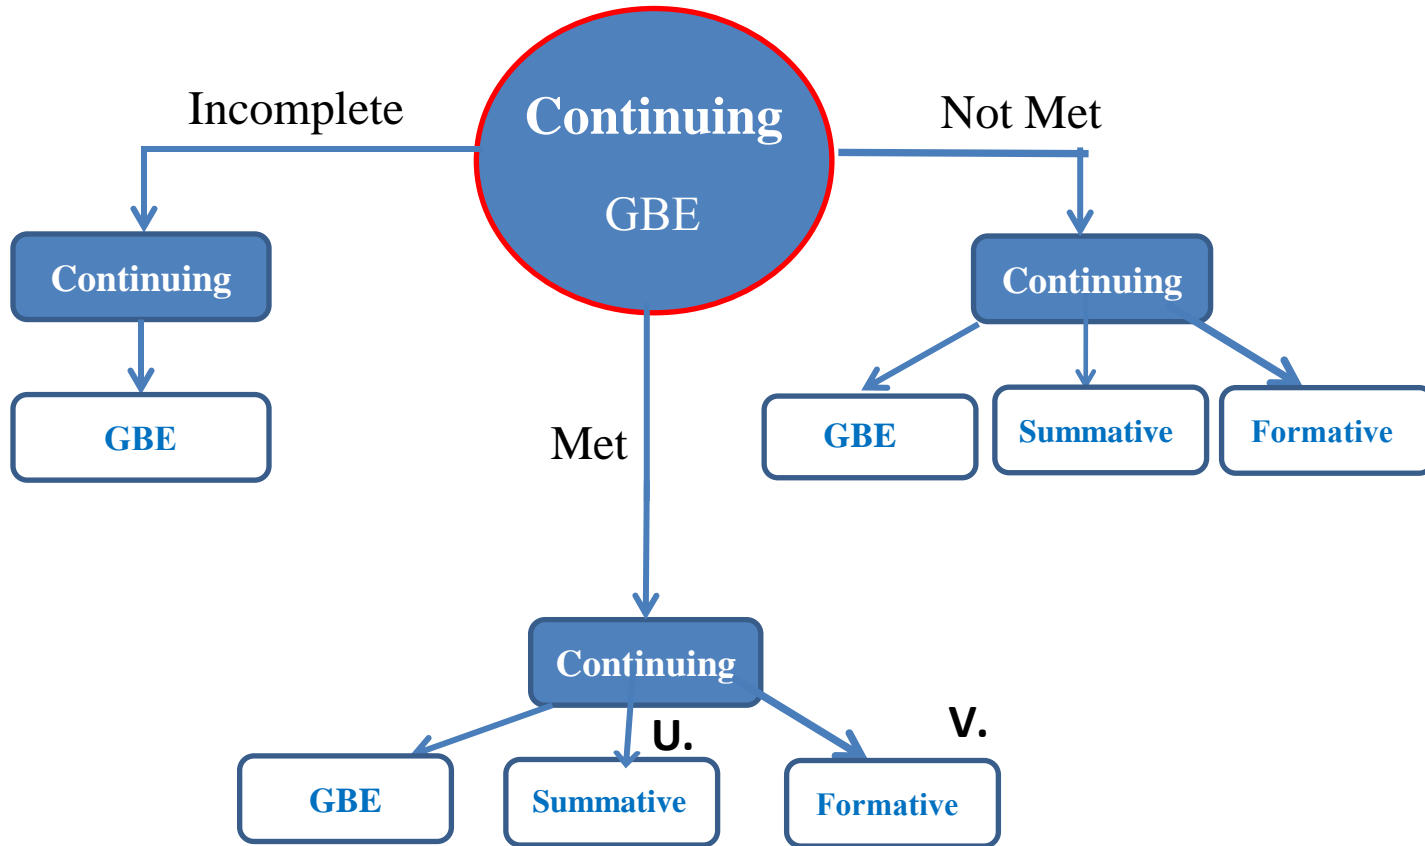 Incomplete
Continuing
GBE
Not Met
Continuing
GBE
Continuing
GBE
Summative
Formative
Met
Continuing
U.
V.
GBE
Summative
Formative